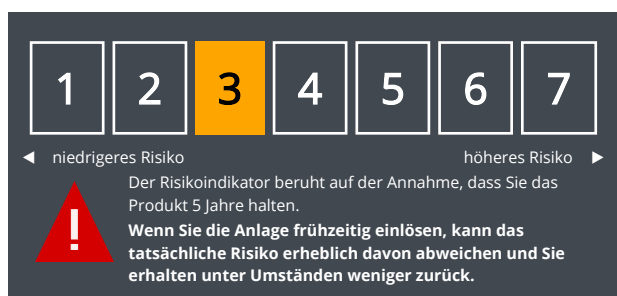 1 2 3 4 5 6 7
◄ niedrigeres Risiko höheres Risiko ►
Der Risikoindikator beruht auf der Annahme, dass Sie das
Produkt 5 Jahre halten.
!
Wenn Sie die Anlage frühzeitig einlösen, kann das
tatsächliche Risiko erheblich davon abweichen und Sie
erhalten unter Umständen weniger zurück.